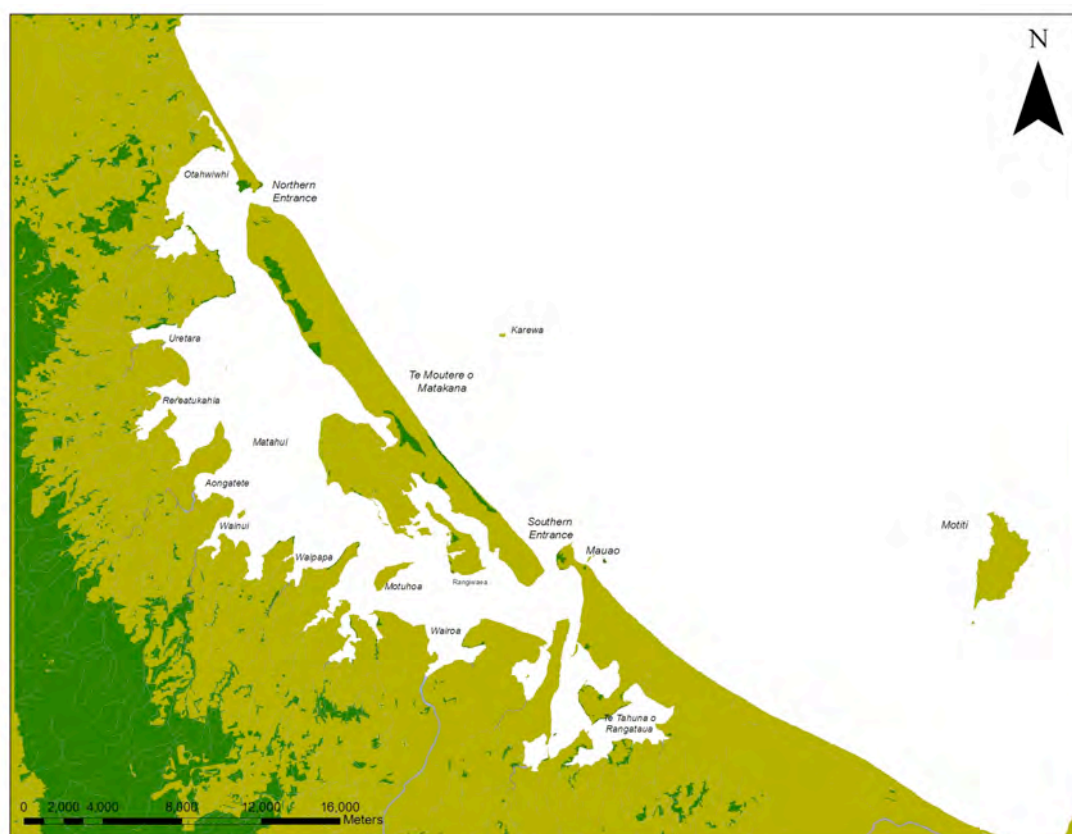 N
Otahwiwhi
Northern
Entrance
Karewa
Uretara
Te Moutere o
Matakana
Rereatukahia
Matahui
Aongatete
Wainui
Southern
Entrance
Motiti
Mauao
Waipapa
Motuhoa
Rangiwaea
Wairoa
Te Tahuna o
Rangataua
0 2,000 4,000 8,000 12,000 16,000
Meters